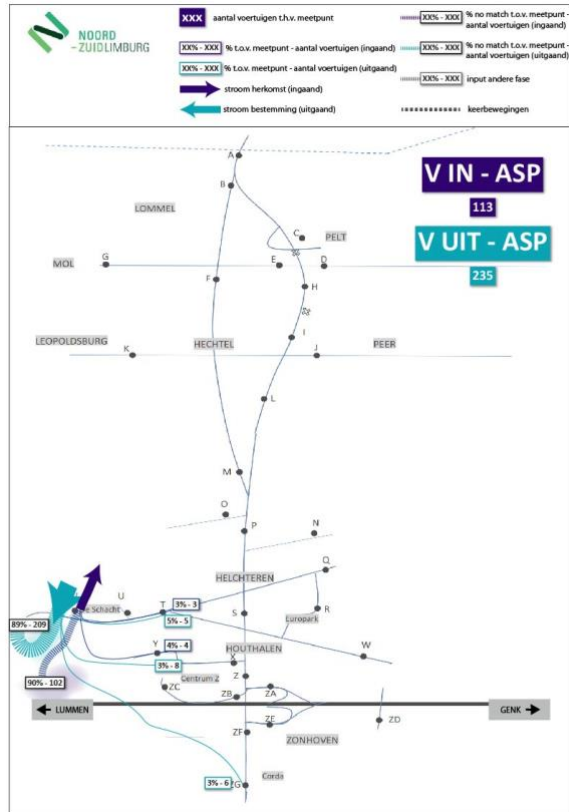 NOORD
-ZUIDLIMBURG
XXX aantal voertuigen t.h.v. meetpunt
XX% - XXX % t.o.v. meetpunt - aantal voertuigen (ingaand)
XX% - XXX % t.o.v. meetpunt - aantal voertuigen (uitgaand)
stroom herkomst (ingaand)
stroom bestemming (uitgaand)
XX% - XXX % no match t.o.v. meetpunt -
aantal voertuigen (ingaand)
XX% - XXX % no match t.o.v. meetpunt -
aantal voertuigen (uitgaand)
XX% - XXX input andere fase
keerbewegingen
A
V IN - ASP
B
113
LOMMEL
C
PELT
V UIT - ASP
MOL
G
E
D
235
F
H
I
LEOPOLDSBURG
K
HECHTEL
J
PEER
L
M
O
P
N
HELCHTEREN
Q
U
T
3% - 3
e Schacht
5% - 5
S
R
89% - 209
Europark
Y
4% - 4
HOUTHALEN
W
3% - 8
X
90% - 102
Z
ZC
Centrum Z
ZB
ZA
LUMMEN
GENK
ZE
ZD
ZF
ZONHOVEN
3% - 6
G
Corda